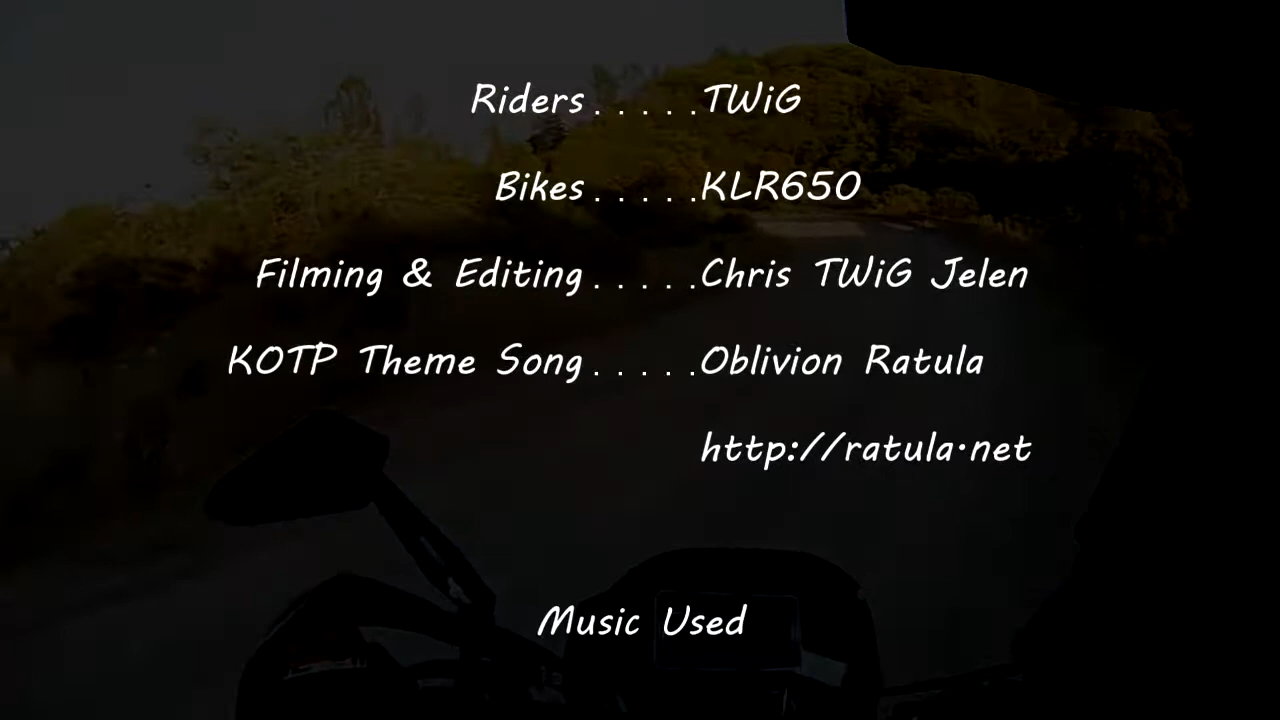 Riders . . . . .TWiG
Bikes . . . . .KLR650
Filming & Editing . . . . .Chris TWiG Jelen
KOTP Theme Song . . . . .Oblivion Ratula
http://ratula.net
Music Used